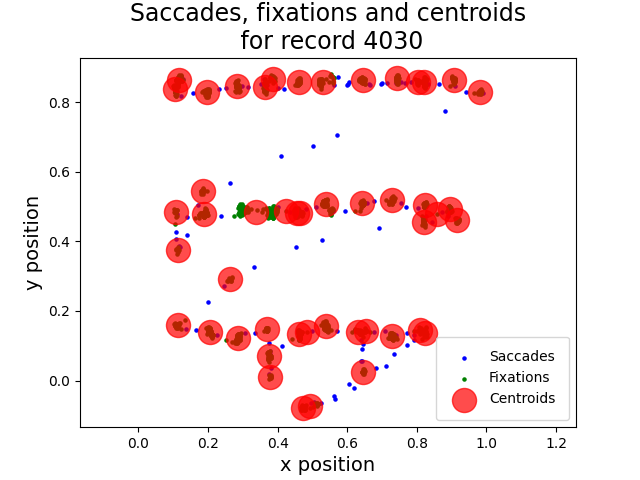 Saccades, fixations and centroids
for record 4030
y position
0.8
0.6
0.4
0.2
0.0
0.0 0.2 0.4 0.6 0.8 1.0 1.2
x position
Saccades
Fixations
Centroids